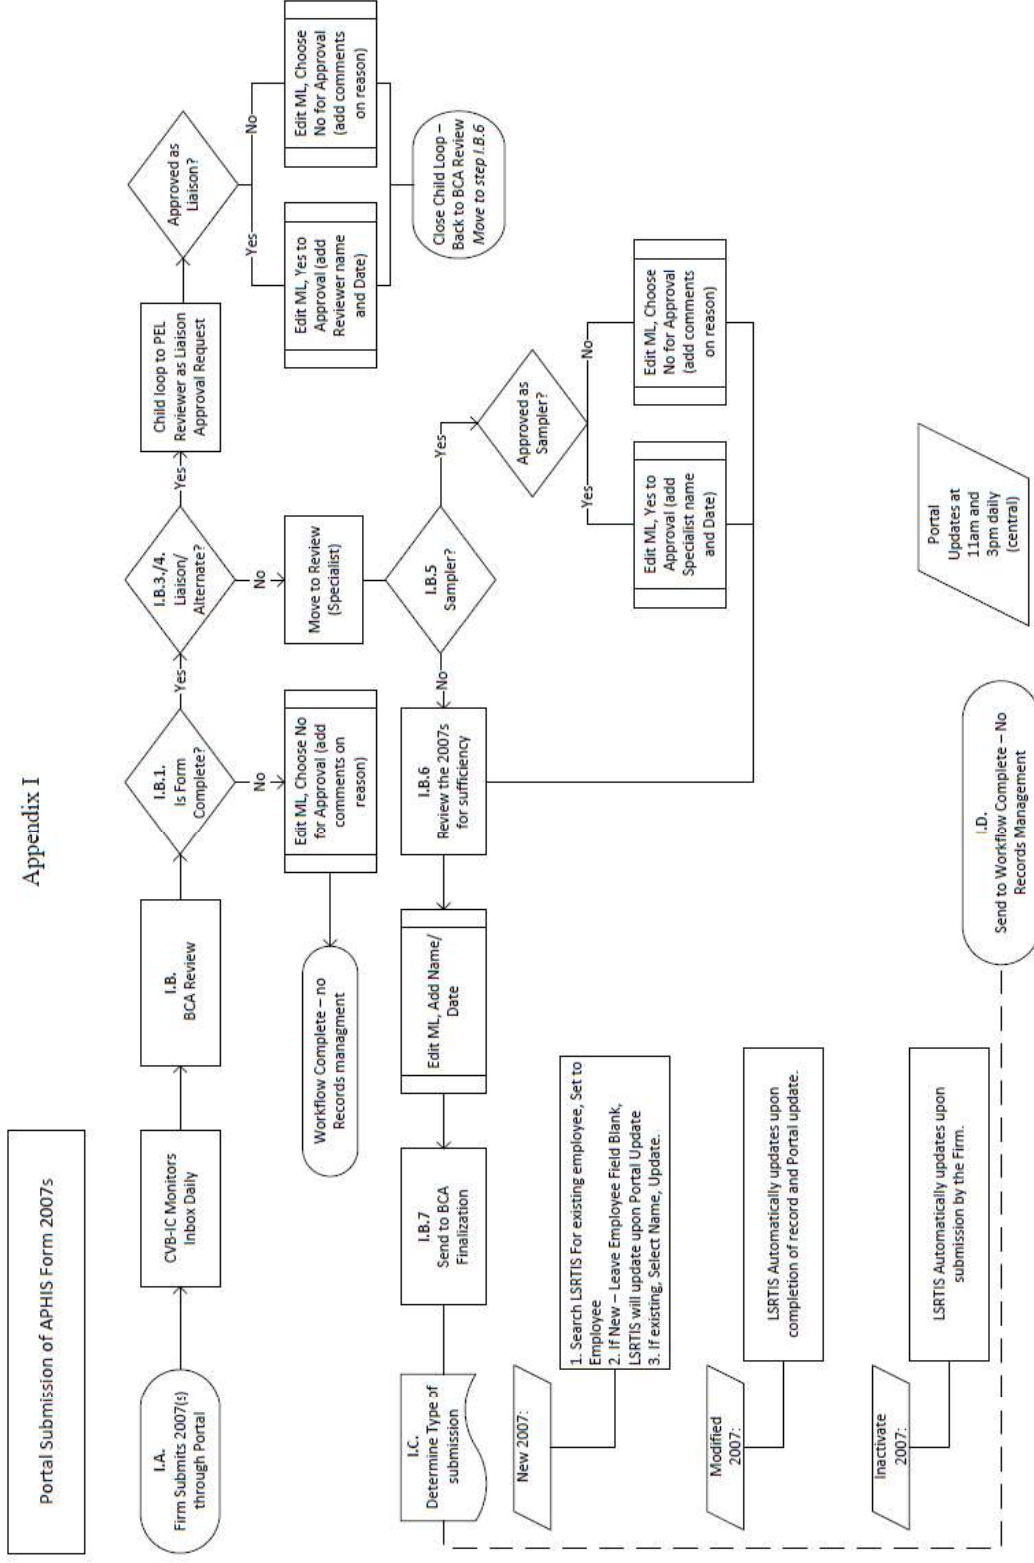 Appendix I
Portal Submission of APHIS Form 2007s
I.A.
Firm Submits 2007(s)
through Portal
CVB-IC Monitors
Inbox Daily
I.B.
BCA Review
I.B.1.
Is Form
Complete?
Yes
I.B.3./4.
Liaison/
Alternate?
Yes
Child loop to PEL
Reviewer as Liaison
Approval Request
Approved as
Liaison?
No
Edit ML, Choose No
for Approval (add
comments on
reason)
Workflow Complete – no
Records managment
No
Move to Review
(Specialist)
Yes
Edit ML, Yes to
Approval (add
Reviewer name
and Date)
No
Edit ML, Choose
No for Approval
(add comments
on reason)
Close Child Loop –
Back to BCA Review
Move to step I.B.6
I.B.5
Sampler?
Yes
Approved as
Sampler?
Yes
Edit ML, Yes to
Approval (add
Specialist name
and Date)
No
Edit ML, Choose
No for Approval
(add comments
on reason)
No
I.B.6
Review the 2007s
for sufficiency
Edit ML, Add Name/
Date
I.B.7
Send to BCA
Finalization
I.C.
Determine Type of
submission
New 2007:
1. Search LSRTIS For existing employee, Set to
Employee
2. If New – Leave Employee Field Blank,
LSRTIS will update upon Portal Update
3. If existing, Select Name, Update.
Modified
2007:
LSRTIS Automatically updates upon
completion of record and Portal update.
Inactivate
2007:
LSRTIS Automatically updates upon
submission by the Firm.
I.D.
Send to Workflow Complete – No
Records Management
Portal
Updates at
11am and
3pm daily
(central)